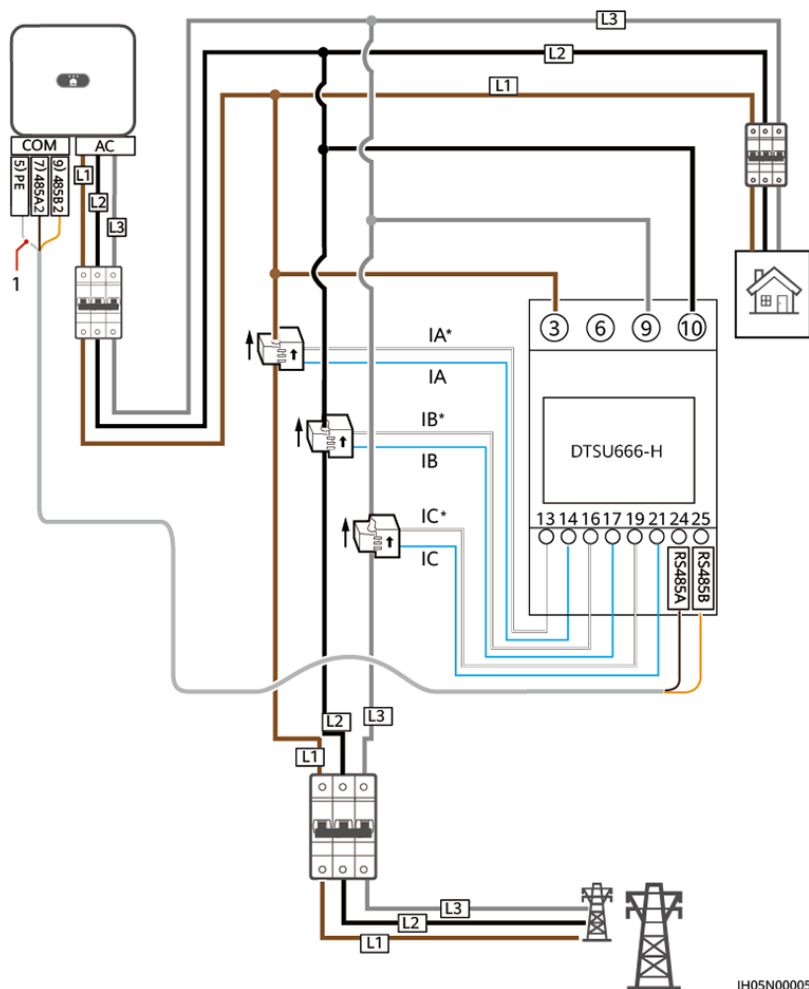 L3
L2
L1
COM
AC
5) PE
7) 485A2
9) 485B2
L1
L2
L3
1
3
6
9
10
IA*
IA
IB*
IB
IC*
IC
DTSU666-H
13 14 16 17 19 21 24 25
RS485A
RS485B
L3
L2
L1
L3
L2
L1
IH05N00005